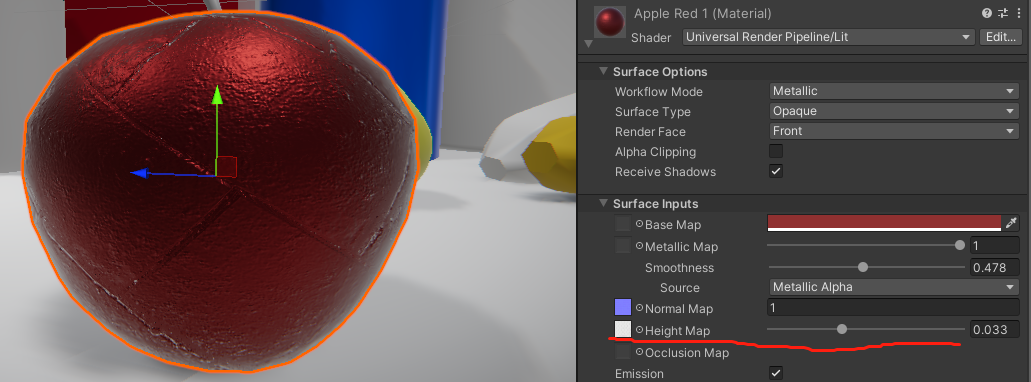 Apple Red 1 (Material)
Shader Universal Render Pipeline/Lit Edit...
Surface Options
Workflow Mode Metallic
Surface Type Opaque
Render Face Front
Alpha Clipping
Receive Shadows
Surface Inputs
Base Map
Metallic Map 1
Smoothness 0.478
Source Metallic Alpha
Normal Map 1
Height Map 0.033
Occlusion Map
Emission